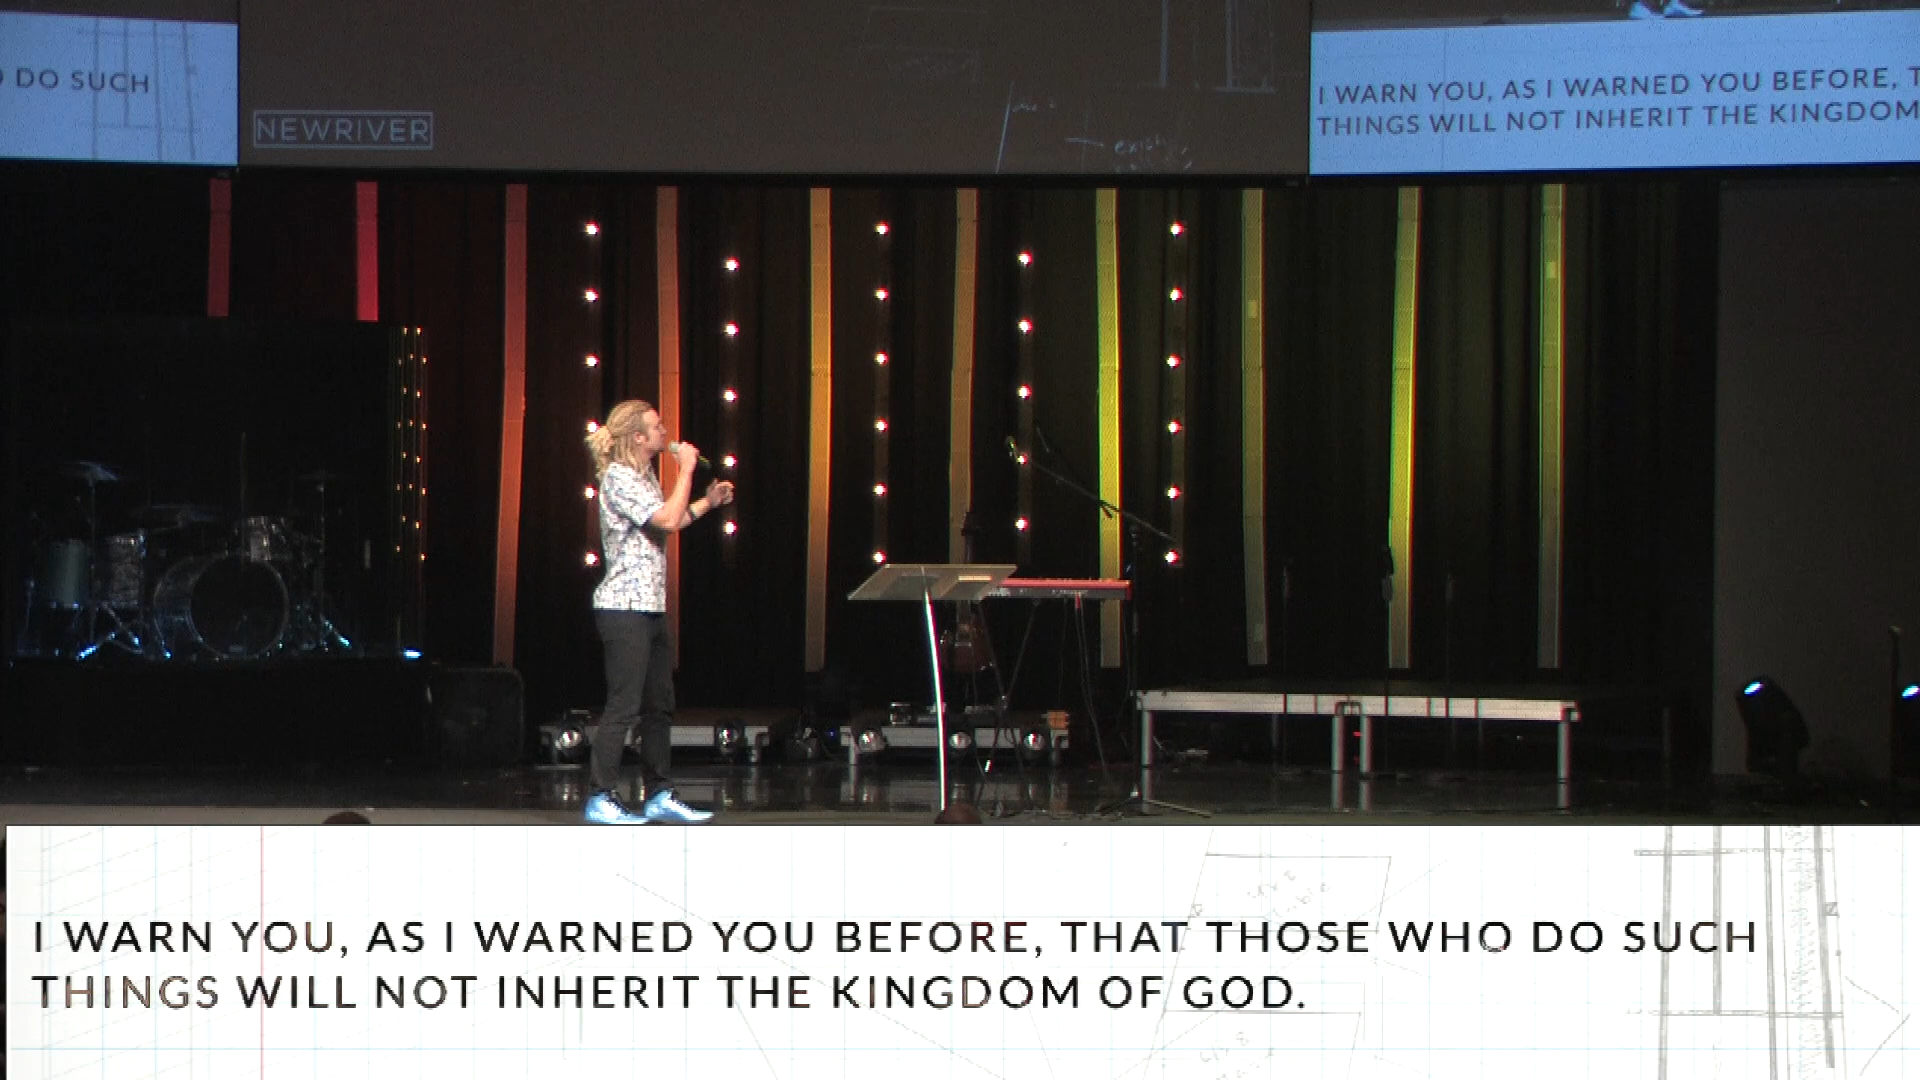 O DO SUCH
NEWRIVER
I WARN YOU, AS I WARNED YOU BEFORE, T
THINGS WILL NOT INHERIT THE KINGDOM
I WARN YOU, AS I WARNED YOU BEFORE, THAT THOSE WHO DO SUCH
THINGS WILL NOT INHERIT THE KINGDOM OF GOD.